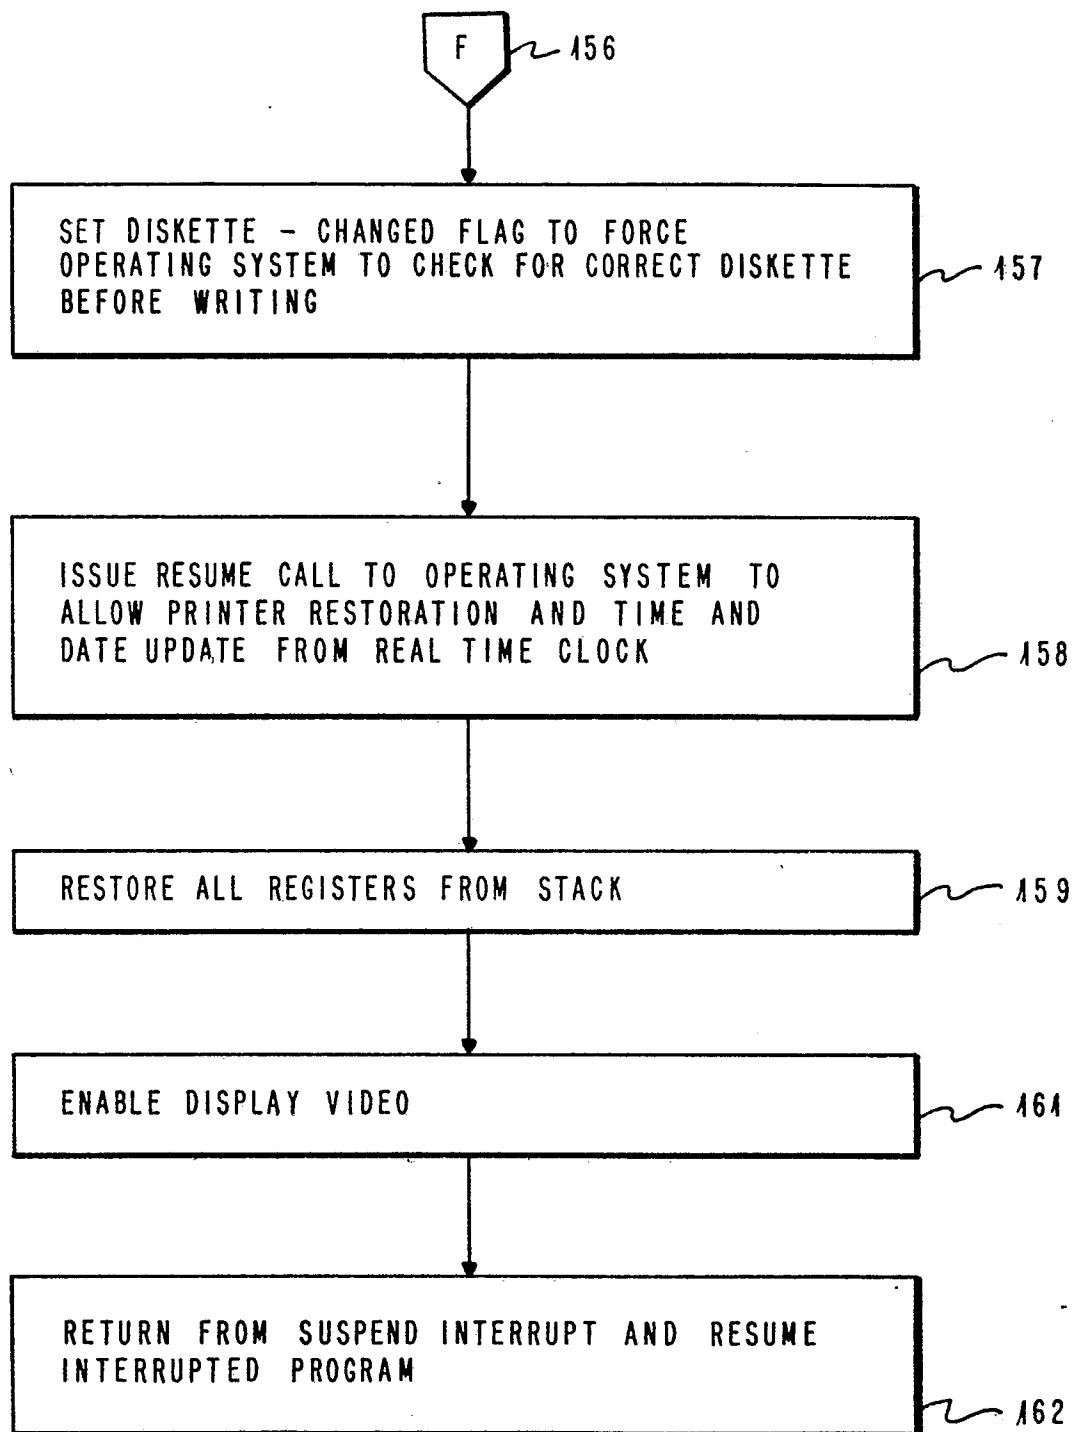 F
156
SET DISKETTE - CHANGED FLAG TO FORCE
OPERATING SYSTEM TO CHECK FOR CORRECT DISKETTE
BEFORE WRITING
157
ISSUE RESUME CALL TO OPERATING SYSTEM TO
ALLOW PRINTER RESTORATION AND TIME AND
DATE UPDATE FROM REAL TIME CLOCK
158
RESTORE ALL REGISTERS FROM STACK
159
ENABLE DISPLAY VIDEO
161
RETURN FROM SUSPEND INTERRUPT AND RESUME
INTERRUPTED PROGRAM
162